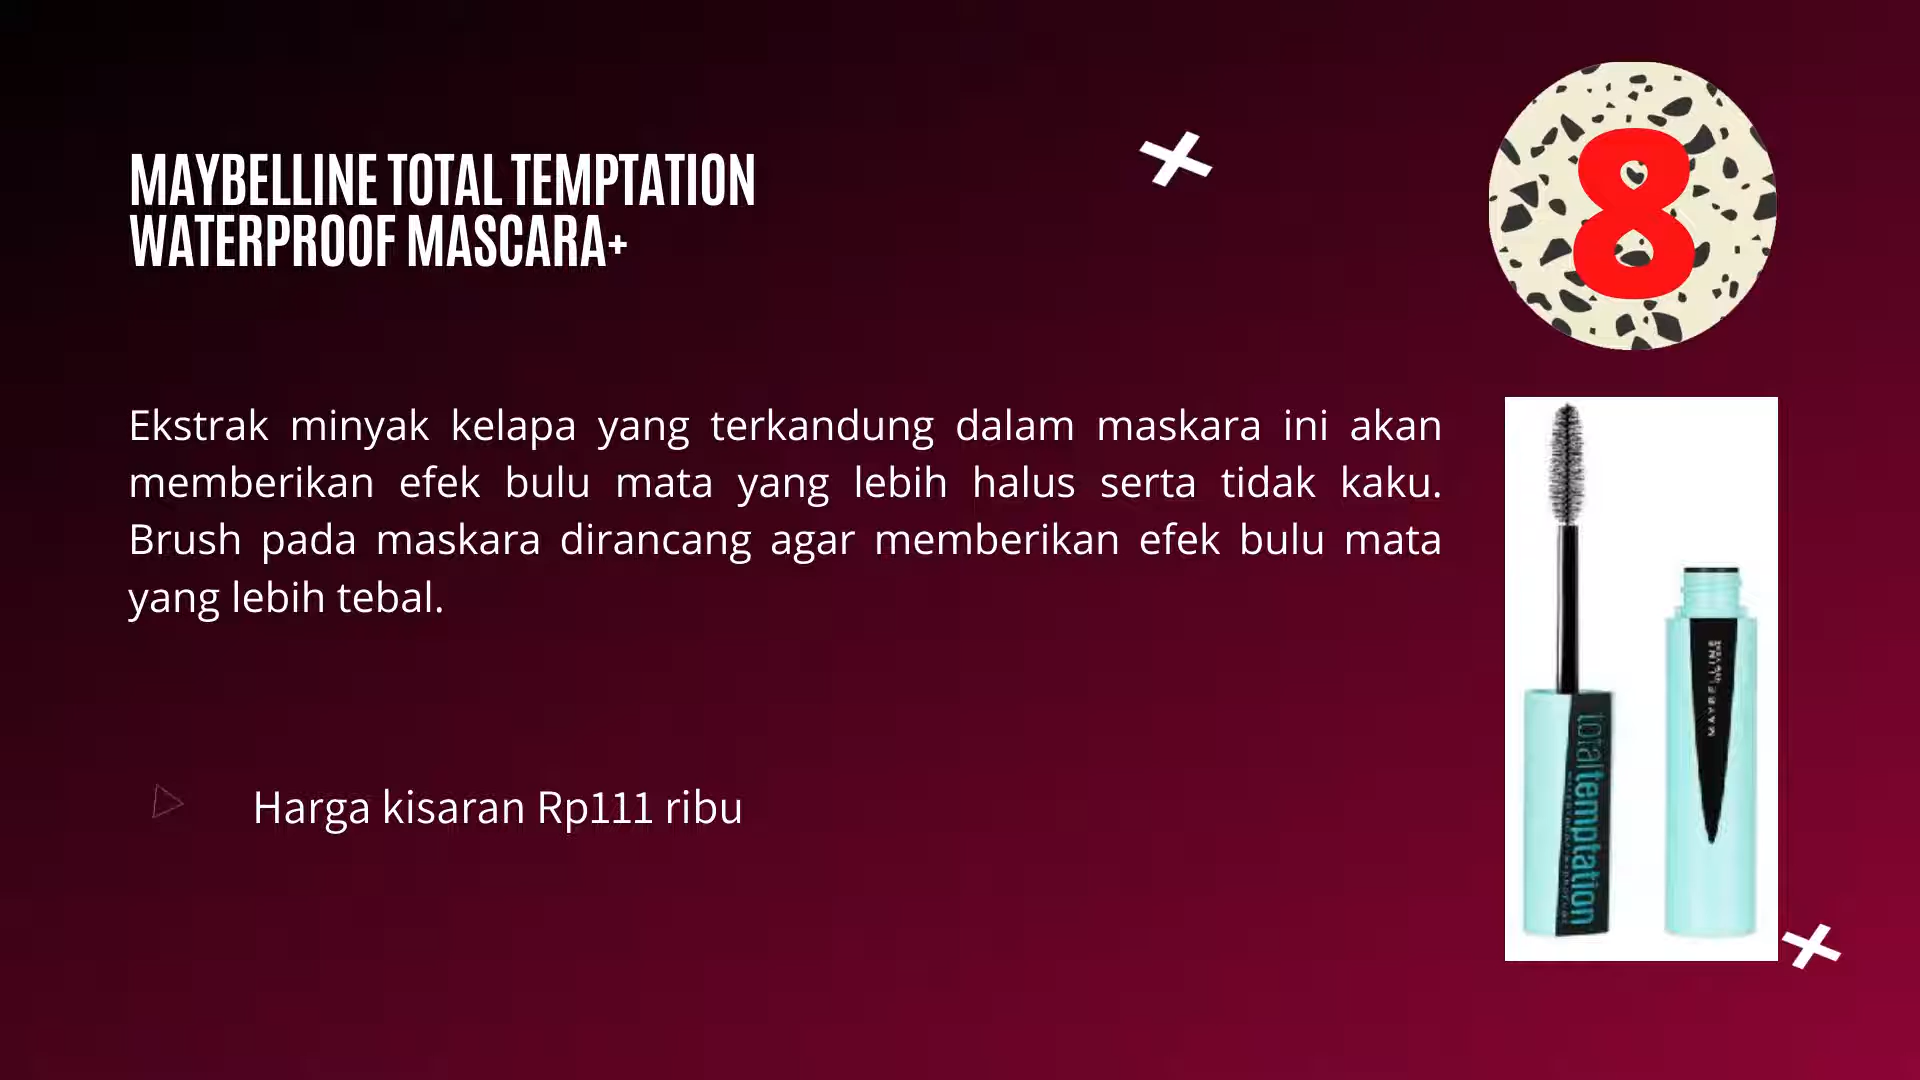 MAYBELLINE TOTAL TEMPTATION
WATERPROOF MASCARA+
8
Ekstrak minyak kelapa yang terkandung dalam maskara ini akan
memberikan efek bulu mata yang lebih halus serta tidak kaku.
Brush pada maskara dirancang agar memberikan efek bulu mata
yang lebih tebal.
Harga kisaran Rp111 ribu
total temptation
MAYBELLINE